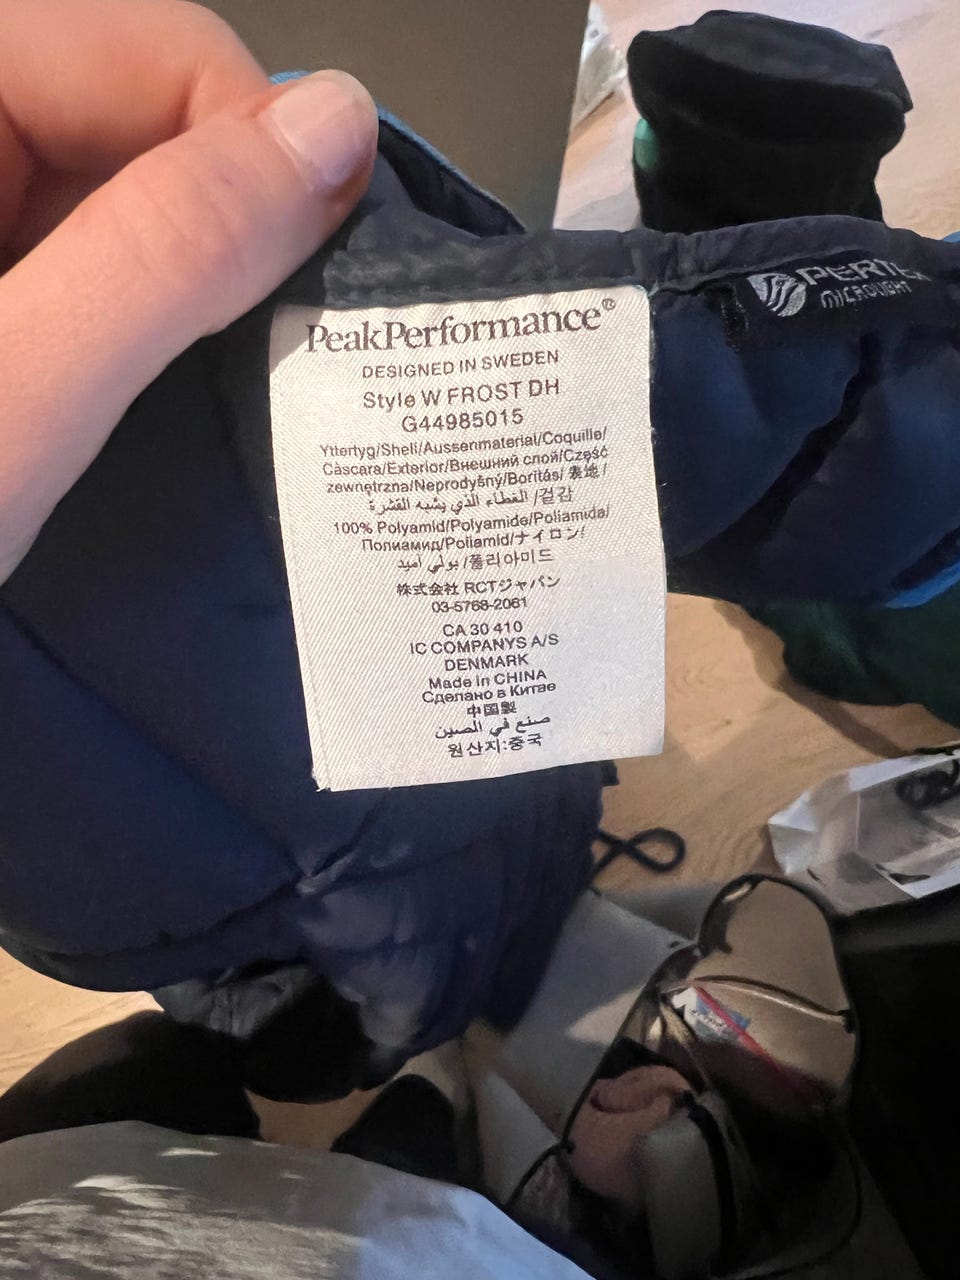 PeakPerformance®
DESIGNED IN SWEDEN
Style W FROST DH
G44985015
Yttertyg/Shell/Aussenmaterial/Coquille/
Càscara/Exterior/Внешний слой/Część
zewnętrzna/Neprodyšný/Boritás/ 表地/
الغطاء الذي يشبه القشرة /겉감
100% Polyamid/Polyamide/Poliamida/
Полиамид/Poliamid/ナイロン/
بولي أميد /폴리아미드
株式会社 RCTジャパン
03-5768-2061
CA 30 410
IC COMPANYS A/S
DENMARK
Made in CHINA
Сделано в Китае
中国製
صنع في الصين
원산지:중국
PERTEX
MICROLIGHT